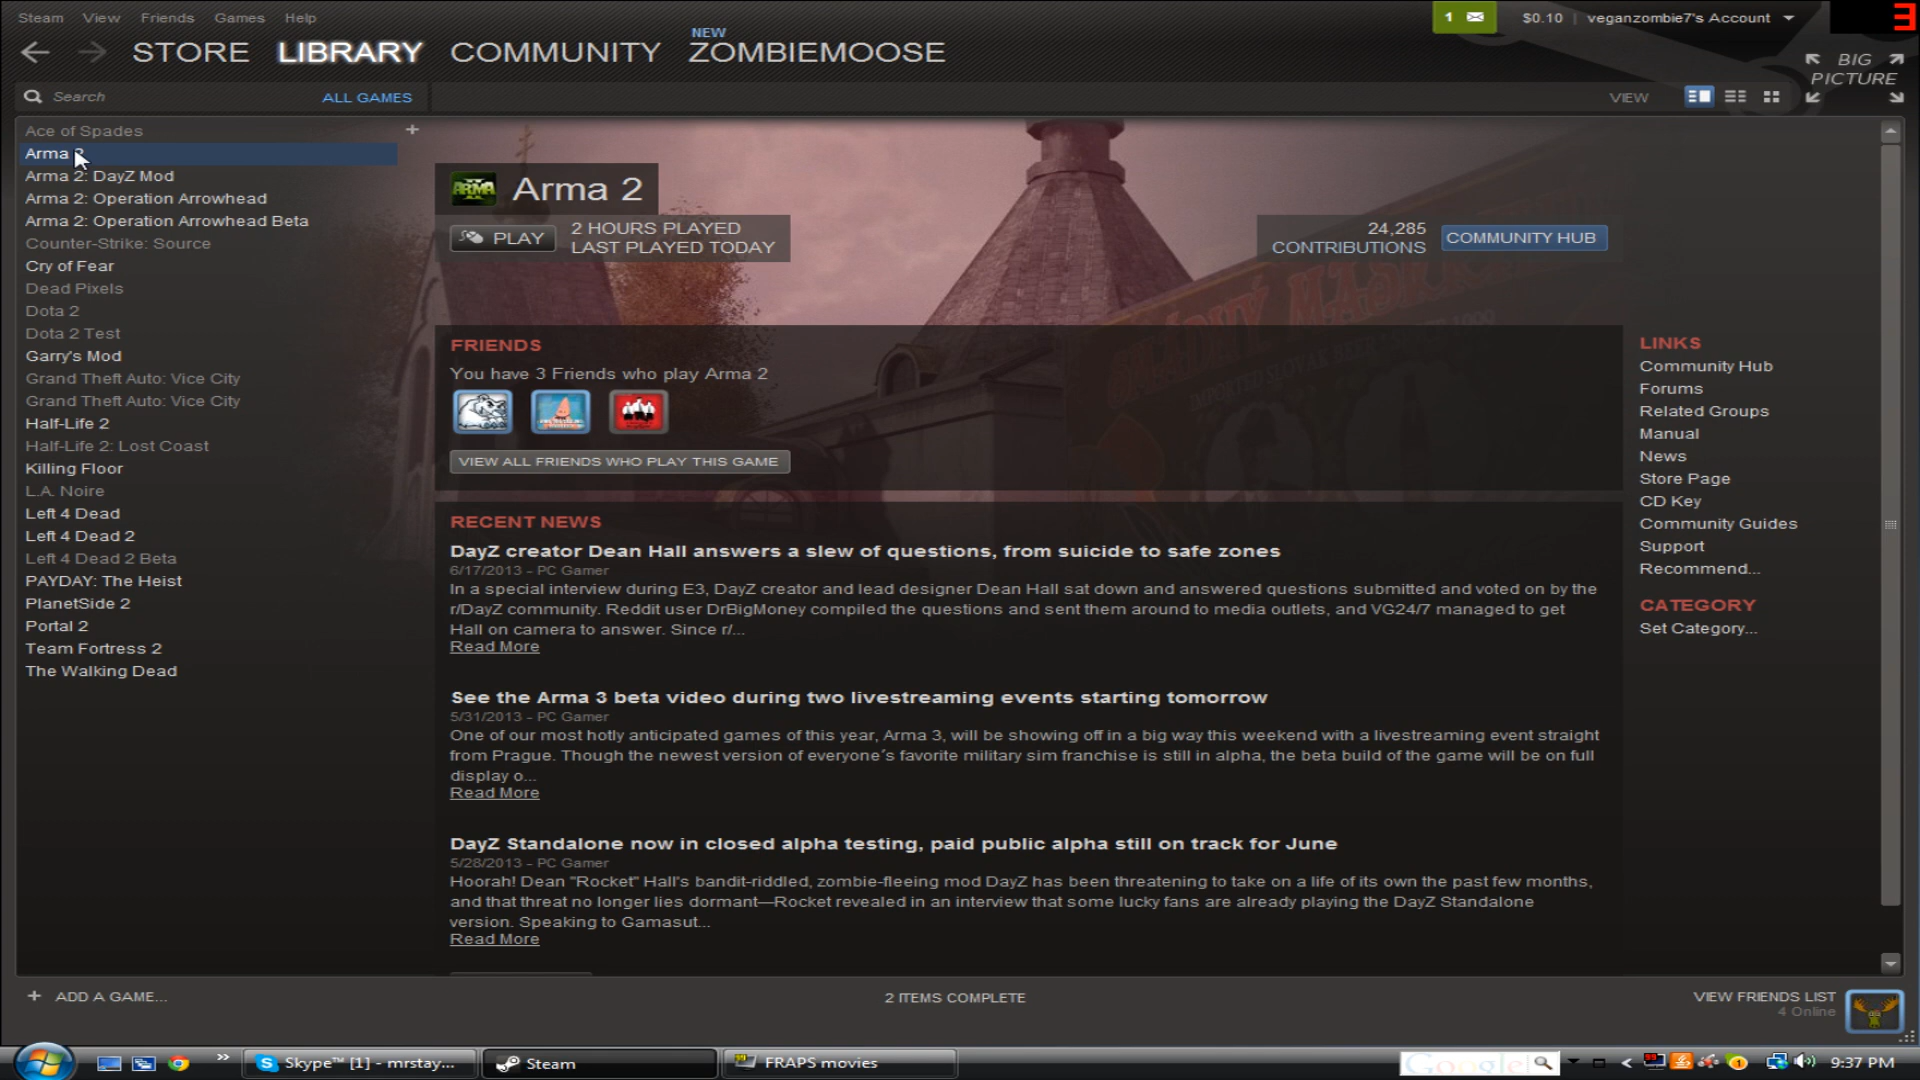 Steam View Friends Games Help
1 $0.10 | veganzombie7's Account 3
STORE LIBRARY COMMUNITY NEW ZOMBIEMOOSE
BIG PICTURE
Search ALL GAMES VIEW
Ace of Spades +
Arma 2
Arma 2: DayZ Mod
Arma 2: Operation Arrowhead
Arma 2: Operation Arrowhead Beta
Counter-Strike: Source
Cry of Fear
Dead Pixels
Dota 2
Dota 2 Test
Garry's Mod
Grand Theft Auto: Vice City
Grand Theft Auto: Vice City
Half-Life 2
Half-Life 2: Lost Coast
Killing Floor
L.A. Noire
Left 4 Dead
Left 4 Dead 2
Left 4 Dead 2 Beta
PAYDAY: The Heist
PlanetSide 2
Portal 2
Team Fortress 2
The Walking Dead
ARMA Arma 2
PLAY
2 HOURS PLAYED
LAST PLAYED TODAY
24,285
CONTRIBUTIONS
COMMUNITY HUB
FRIENDS
You have 3 Friends who play Arma 2
VIEW ALL FRIENDS WHO PLAY THIS GAME
RECENT NEWS
DayZ creator Dean Hall answers a slew of questions, from suicide to safe zones
6/17/2013 - PC Gamer
In a special interview during E3, DayZ creator and lead designer Dean Hall sat down and answered questions submitted and voted on by the
r/DayZ community. Reddit user DrBigMoney compiled the questions and sent them around to media outlets, and VG24/7 managed to get
Hall on camera to answer. Since r/...
Read More
See the Arma 3 beta video during two livestreaming events starting tomorrow
5/31/2013 - PC Gamer
One of our most hotly anticipated games of this year, Arma 3, will be showing off in a big way this weekend with a livestreaming event straight
from Prague. Though the newest version of everyone´s favorite military sim franchise is still in alpha, the beta build of the game will be on full
display o...
Read More
DayZ Standalone now in closed alpha testing, paid public alpha still on track for June
5/28/2013 - PC Gamer
Hoorah! Dean "Rocket" Hall's bandit-riddled, zombie-fleeing mod DayZ has been threatening to take on a life of its own the past few months,
and that threat no longer lies dormant—Rocket revealed in an interview that some lucky fans are already playing the DayZ Standalone
version. Speaking to Gamasut...
Read More
LINKS
Community Hub
Forums
Related Groups
Manual
News
Store Page
CD Key
Community Guides
Support
Recommend...
CATEGORY
Set Category...
+ ADD A GAME...
2 ITEMS COMPLETE
VIEW FRIENDS LIST
4 Online
» Skype™ [1] - mrstay... Steam FRAPS movies Google < 9:37 PM